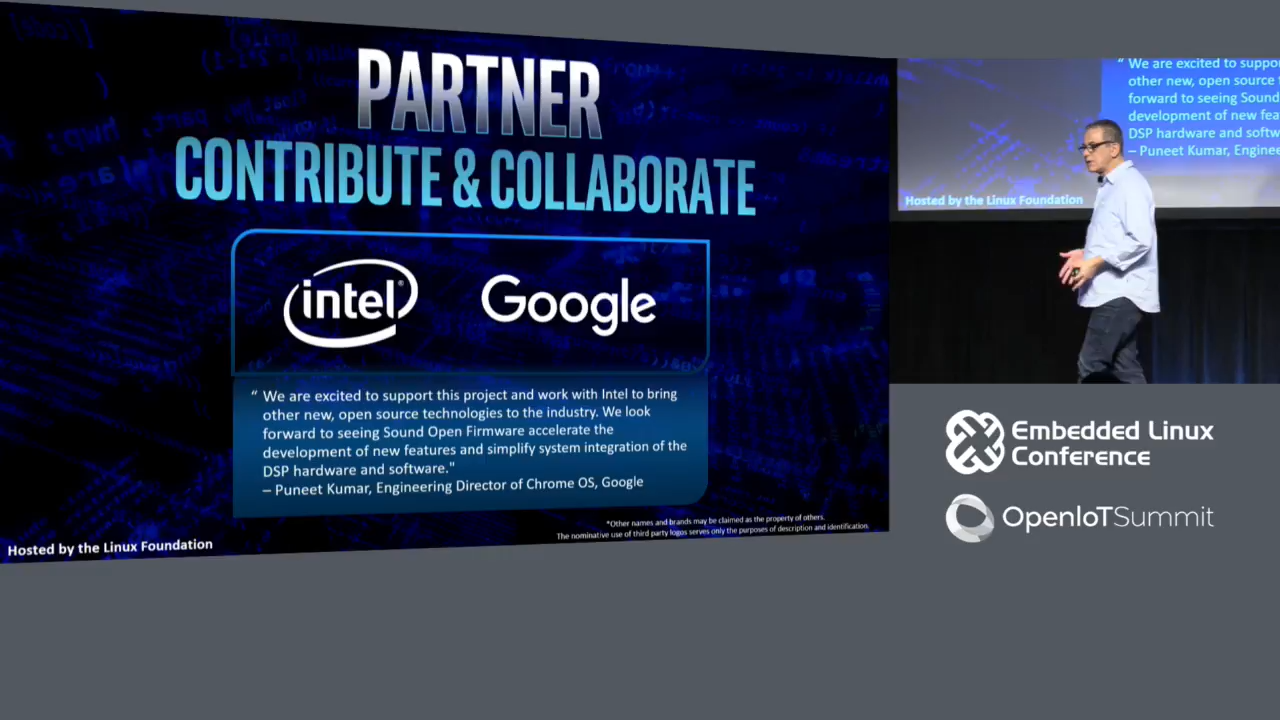 PARTNER
CONTRIBUTE & COLLABORATE
intel®
Google
“ We are excited to support this project and work with Intel to bring
other new, open source technologies to the industry. We look
forward to seeing Sound Open Firmware accelerate the
development of new features and simplify system integration of the
DSP hardware and software."
– Puneet Kumar, Engineering Director of Chrome OS, Google
*Other names and brands may be claimed as the property of others.
The nominative use of third party logos serves only the purposes of description and identification.
Hosted by the Linux Foundation
“ We are excited to suppo
other new, open source
forward to seeing Sound
development of new fea
DSP hardware and softw
– Puneet Kumar, Enginee
Hosted by the Linux Foundation
Embedded Linux
Conference
OpenIoTSummit